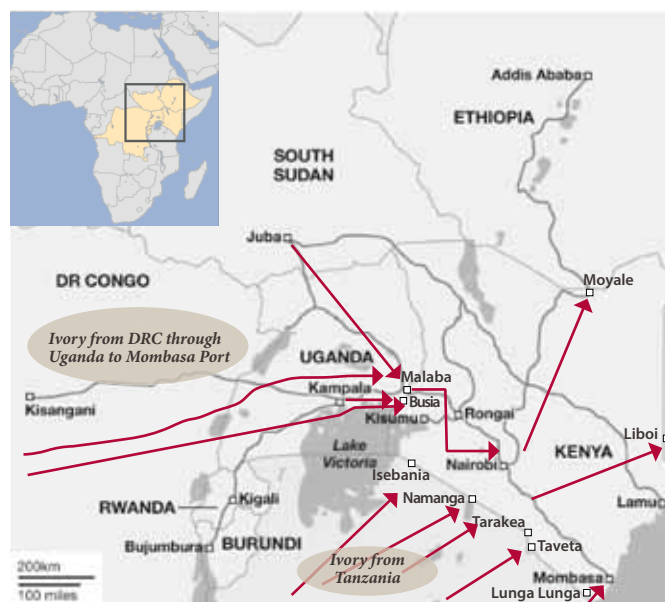 Addis Ababa
ETHIOPIA
SOUTH
SUDAN
Juba
DR CONGO
Moyale
Ivory from DRC through
Uganda to Mombasa Port
UGANDA
Malaba
Kampala
Busia
Kisangani
Kisumu
Rongai
Lake
Victoria
Liboi
KENYA
Nairobi
Isebania
Kigali
Namanga
Lamu
RWANDA
Tarakea
Bujumbura
BURUNDI
Taveta
Ivory from
Tanzania
200km
100 miles
Mombasa
Lunga Lunga